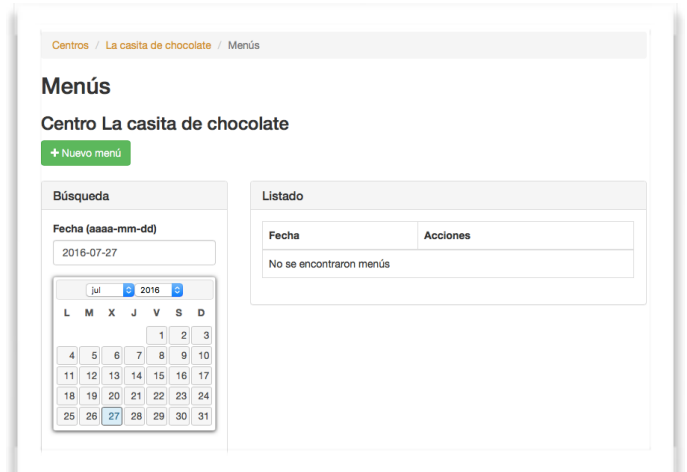 Centros / La casita de chocolate / Menús
Menús
Centro La casita de chocolate
+ Nuevo menú
Búsqueda
Fecha (aaaa-mm-dd)
2016-07-27
jul 2016
L M X J V S D
1 2 3
4 5 6 7 8 9 10
11 12 13 14 15 16 17
18 19 20 21 22 23 24
25 26 27 28 29 30 31
Listado
Fecha Acciones
No se encontraron menús